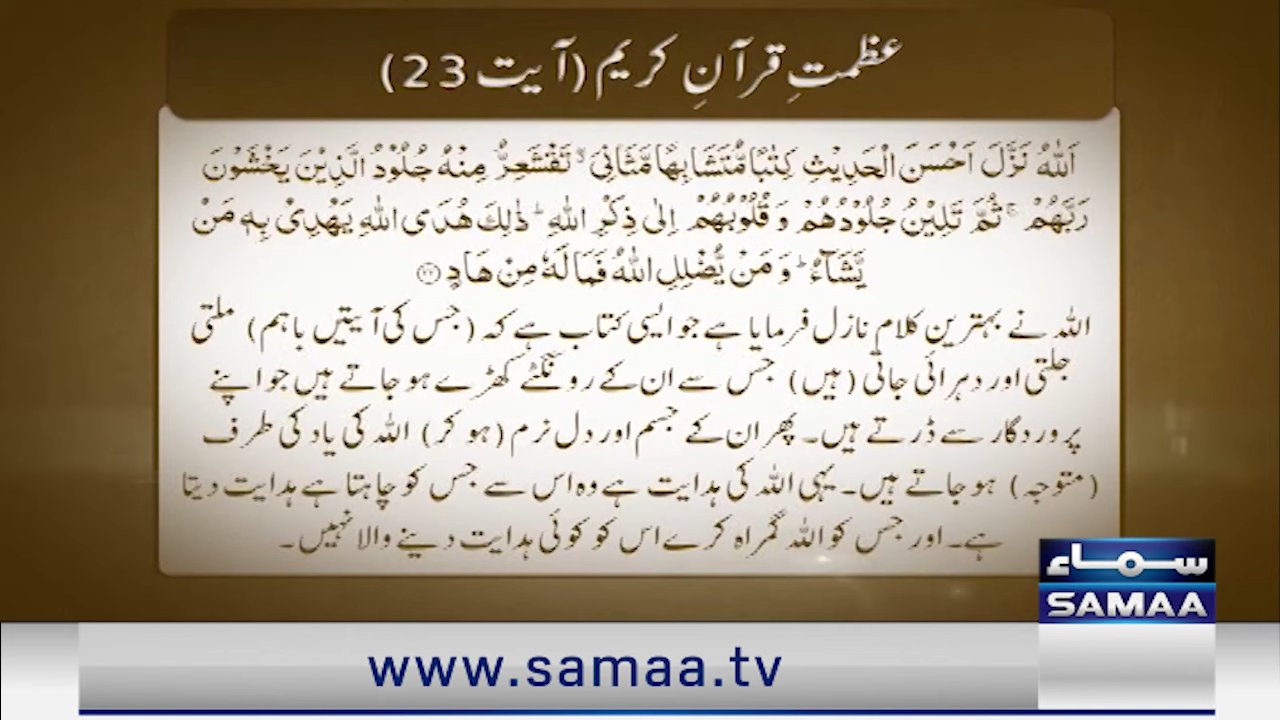 عظمتِ قرآنِ کریم (آیت 23)
اَللّٰهُ نَزَّلَ اَحْسَنَ الْحَدِيْثِ كِتٰبًا مُّتَشَابِهًا مَّثَانِيَ ۖۗ تَقْشَعِرُّ مِنْهُ جُلُوْدُ الَّذِيْنَ يَخْشَوْنَ
رَبَّهُمْ ۚ ثُمَّ تَلِيْنُ جُلُوْدُهُمْ وَ قُلُوْبُهُمْ اِلٰى ذِكْرِ اللّٰهِ ؕ ذٰلِكَ هُدَى اللّٰهِ يَهْدِيْ بِهٖ مَنْ
يَّشَآءُ ؕ وَ مَنْ يُّضْلِلِ اللّٰهُ فَمَا لَهٗ مِنْ هَادٍ ﴿۲۳﴾
اللہ نے بہترین کلام نازل فرمایا ہے جو ایسی کتاب ہے کہ (جس کی آیتیں باہم) ملتی
جلتی اور دہرائی جاتی (ہیں) جس سے ان کے رونگٹے کھڑے ہو جاتے ہیں جو اپنے
پروردگار سے ڈرتے ہیں۔ پھر ان کے جسم اور دل نرم (ہو کر) اللہ کی یاد کی طرف
(متوجہ) ہو جاتے ہیں۔ یہی اللہ کی ہدایت ہے وہ اس سے جس کو چاہتا ہے ہدایت دیتا
ہے۔ اور جس کو اللہ گمراہ کرے اس کو کوئی ہدایت دینے والا نہیں۔
سماء
SAMAA
www.samaa.tv